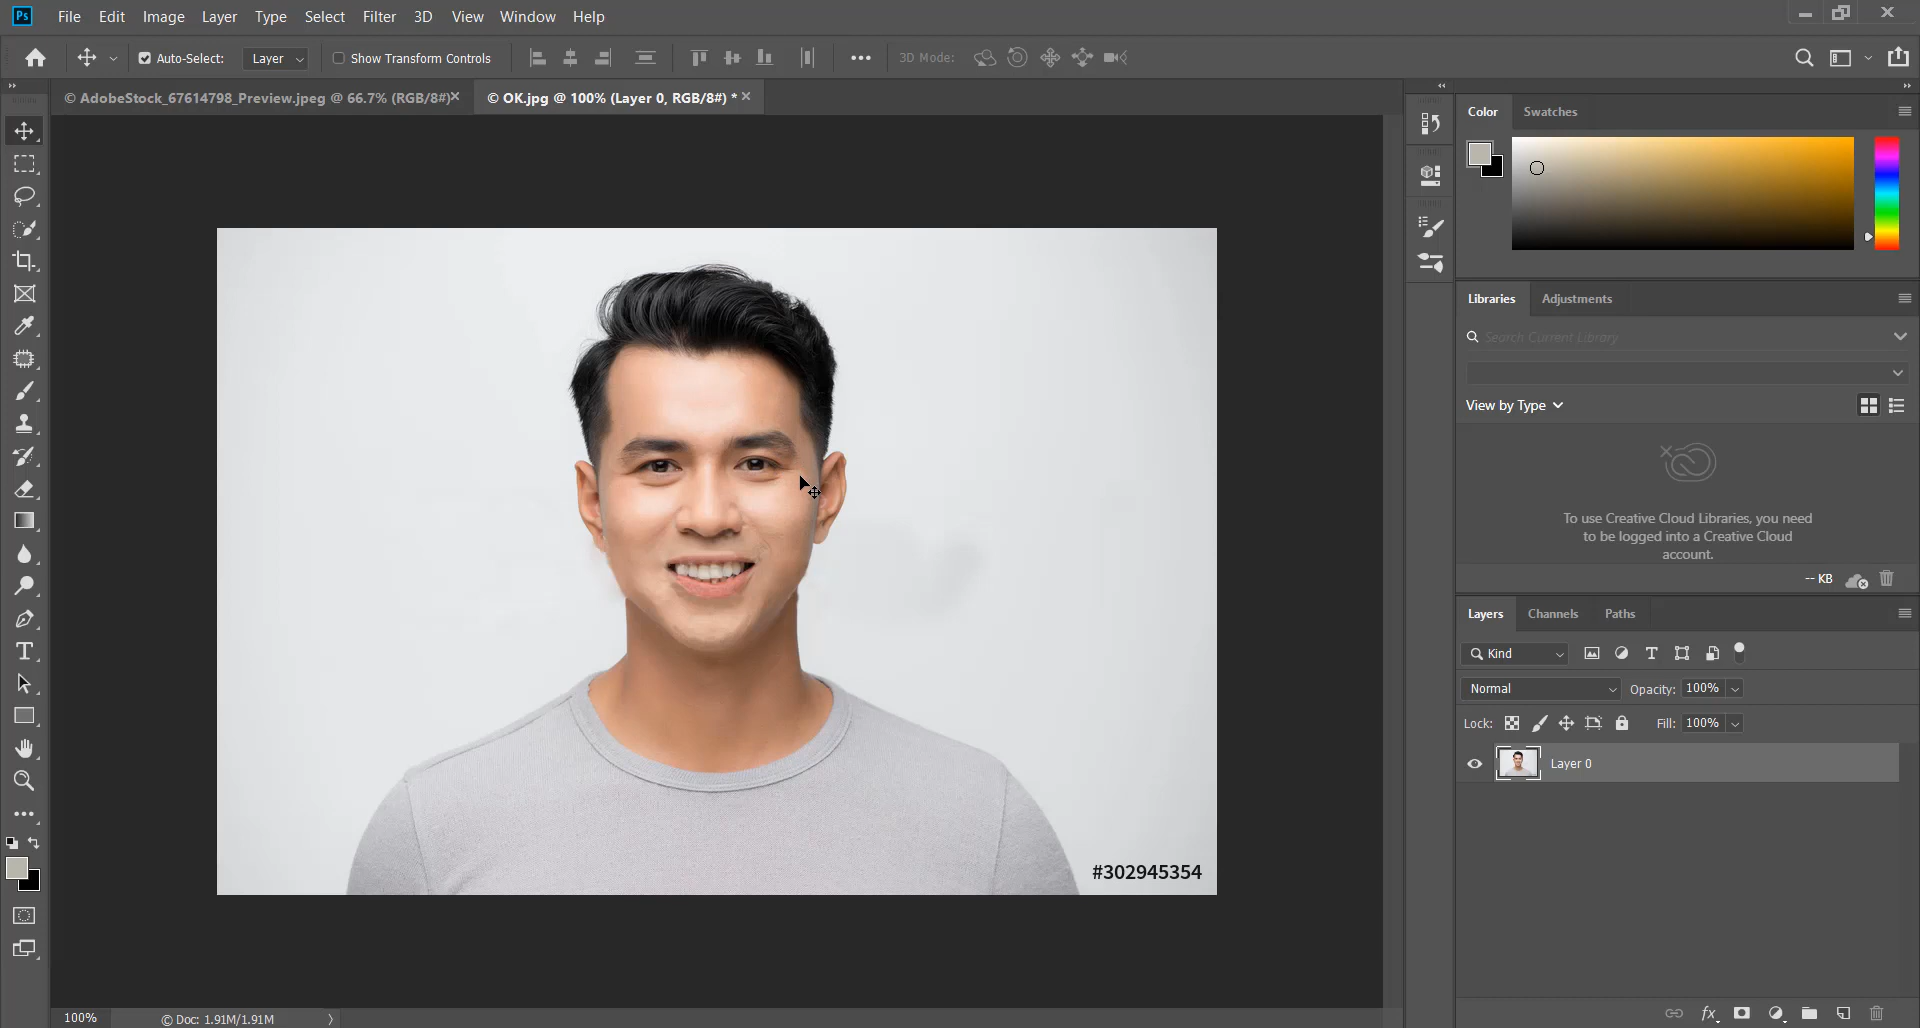 Ps File Edit Image Layer Type Select Filter 3D View Window Help
Auto-Select: Layer Show Transform Controls 3D Mode:
© AdobeStock_67614798_Preview.jpeg @ 66.7% (RGB/8#) © OK.jpg @ 100% (Layer 0, RGB/8#) *
Color Swatches
Libraries Adjustments
Search Current Library
View by Type
To use Creative Cloud Libraries, you need
to be logged into a Creative Cloud
account.
-- KB
Layers Channels Paths
Kind
Normal Opacity: 100%
Lock: Fill: 100%
Layer 0
#302945354
100% © Doc: 1.91M/1.91M